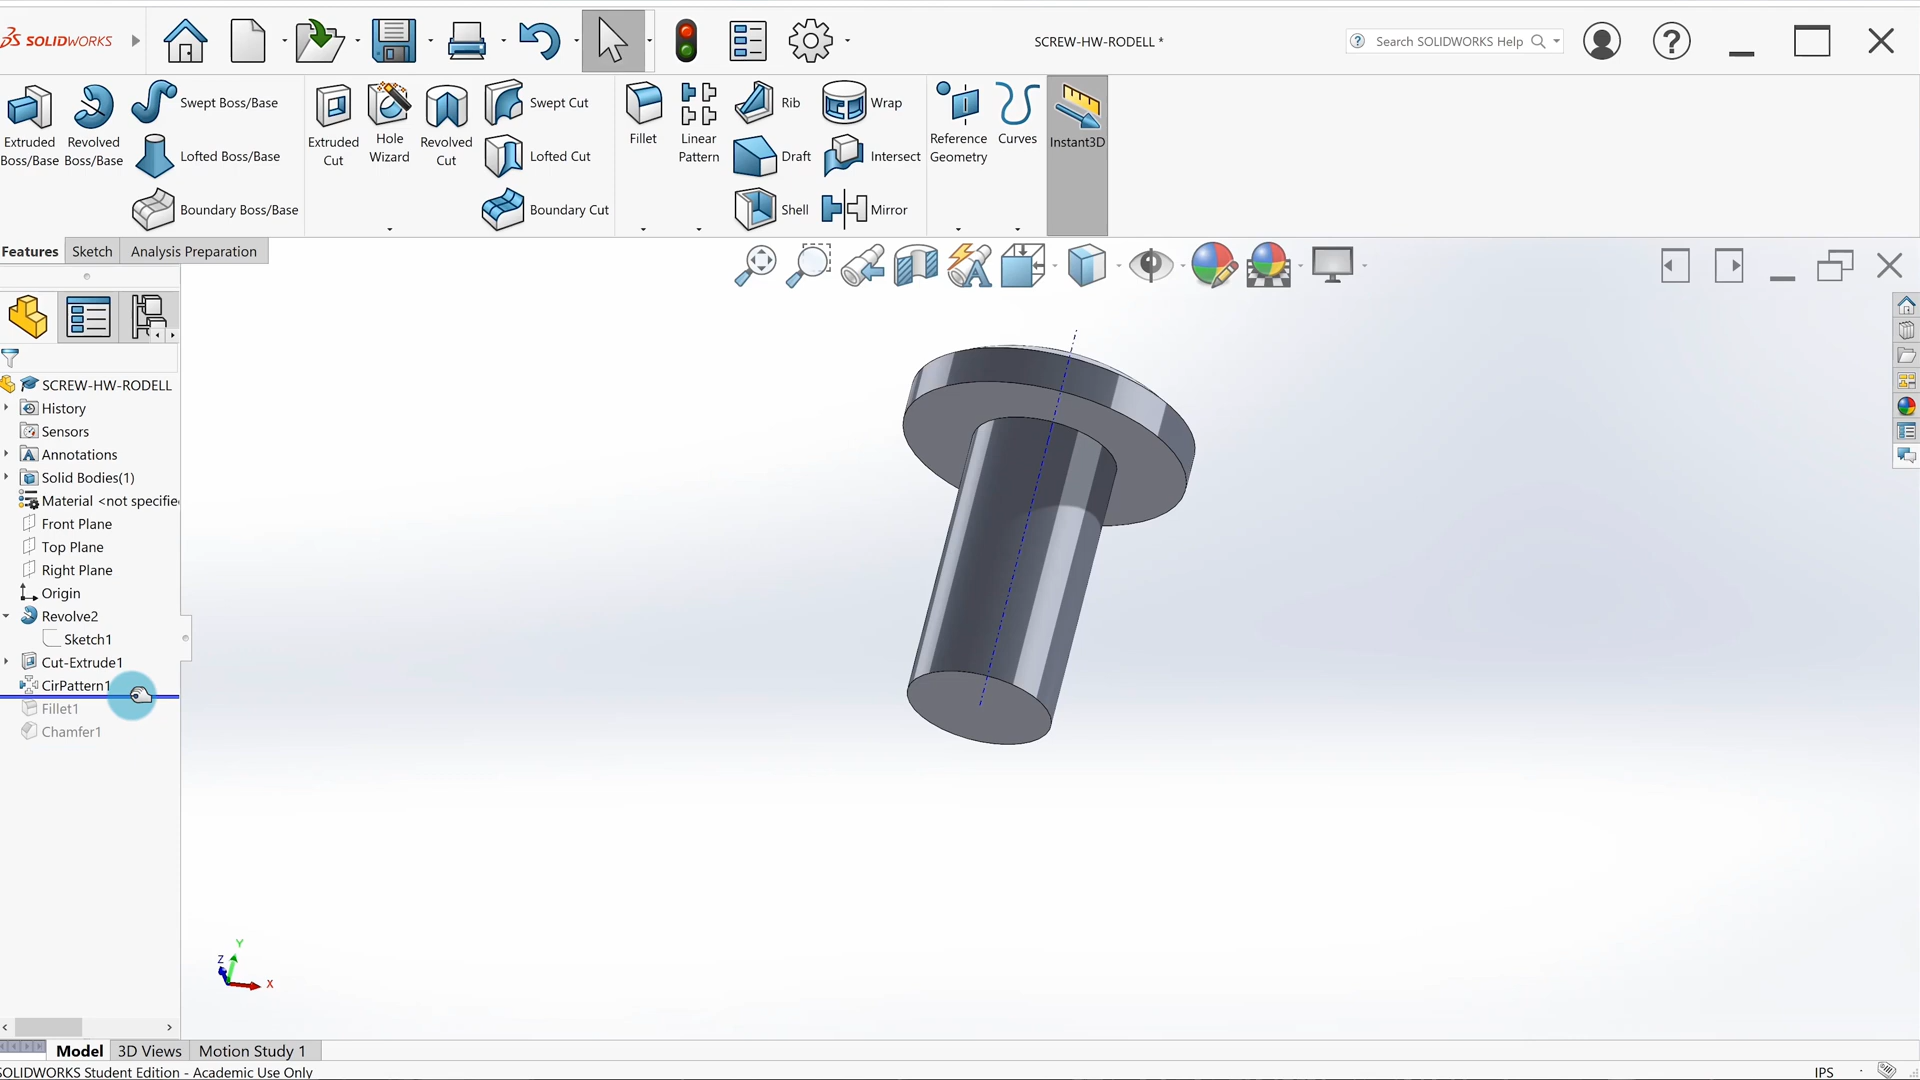 SOLIDWORKS
SCREW-HW-RODELL *
Search SOLIDWORKS Help
Extruded Boss/Base
Revolved Boss/Base
Swept Boss/Base
Lofted Boss/Base
Boundary Boss/Base
Extruded Cut
Hole Wizard
Revolved Cut
Swept Cut
Lofted Cut
Boundary Cut
Fillet
Linear Pattern
Rib
Draft
Shell
Wrap
Intersect
Mirror
Reference Geometry
Curves
Instant3D
Features
Sketch
Analysis Preparation
SCREW-HW-RODELL
History
Sensors
Annotations
Solid Bodies(1)
Material <not specifie
Front Plane
Top Plane
Right Plane
Origin
Revolve2
Sketch1
Cut-Extrude1
CirPattern1
Fillet1
Chamfer1
Y
Z
X
Model
3D Views
Motion Study 1
SOLIDWORKS Student Edition - Academic Use Only
IPS